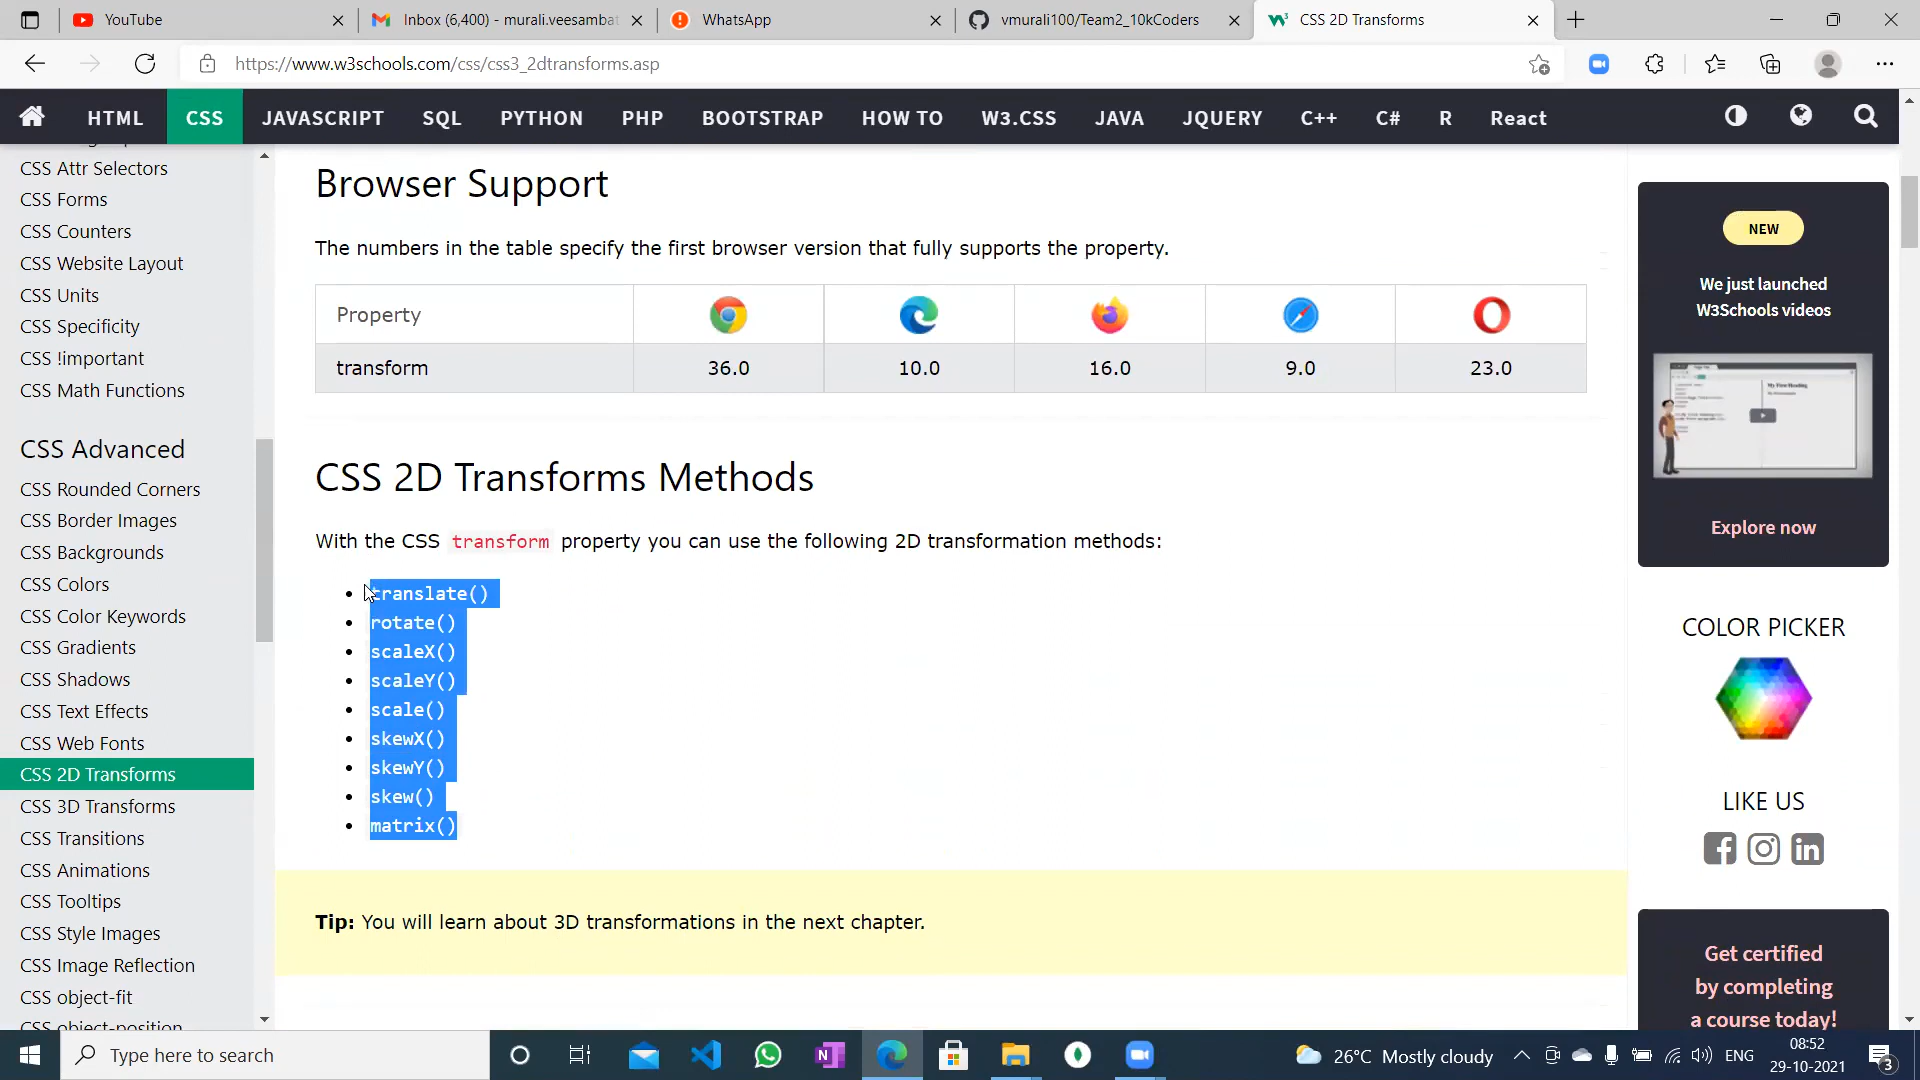 YouTube
Inbox (6,400) - murali.veesambat
WhatsApp
vmurali100/Team2_10kCoders
CSS 2D Transforms
https://www.w3schools.com/css/css3_2dtransforms.asp
HTML
CSS
JAVASCRIPT
SQL
PYTHON
PHP
BOOTSTRAP
HOW TO
W3.CSS
JAVA
JQUERY
C++
C#
R
React
CSS Attr Selectors
CSS Forms
CSS Counters
CSS Website Layout
CSS Units
CSS Specificity
CSS !important
CSS Math Functions
CSS Advanced
CSS Rounded Corners
CSS Border Images
CSS Backgrounds
CSS Colors
CSS Color Keywords
CSS Gradients
CSS Shadows
CSS Text Effects
CSS Web Fonts
CSS 2D Transforms
CSS 3D Transforms
CSS Transitions
CSS Animations
CSS Tooltips
CSS Style Images
CSS Image Reflection
CSS object-fit
CSS object-position
Browser Support
The numbers in the table specify the first browser version that fully supports the property.
Property
transform 36.0 10.0 16.0 9.0 23.0
CSS 2D Transforms Methods
With the CSS transform property you can use the following 2D transformation methods:
translate()
rotate()
scaleX()
scaleY()
scale()
skewX()
skewY()
skew()
matrix()
Tip: You will learn about 3D transformations in the next chapter.
NEW
We just launched
W3Schools videos
Explore now
COLOR PICKER
LIKE US
Get certified
by completing
a course today!
Type here to search
26°C Mostly cloudy
ENG
08:52
29-10-2021
3